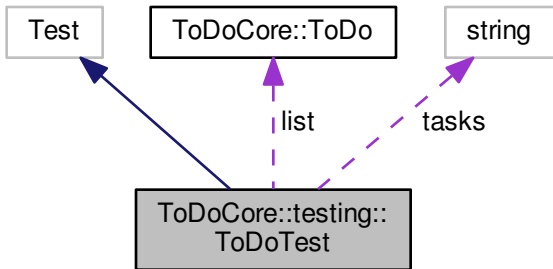 Test
ToDoCore::ToDo
string
list
tasks
ToDoCore::testing::
ToDoTest